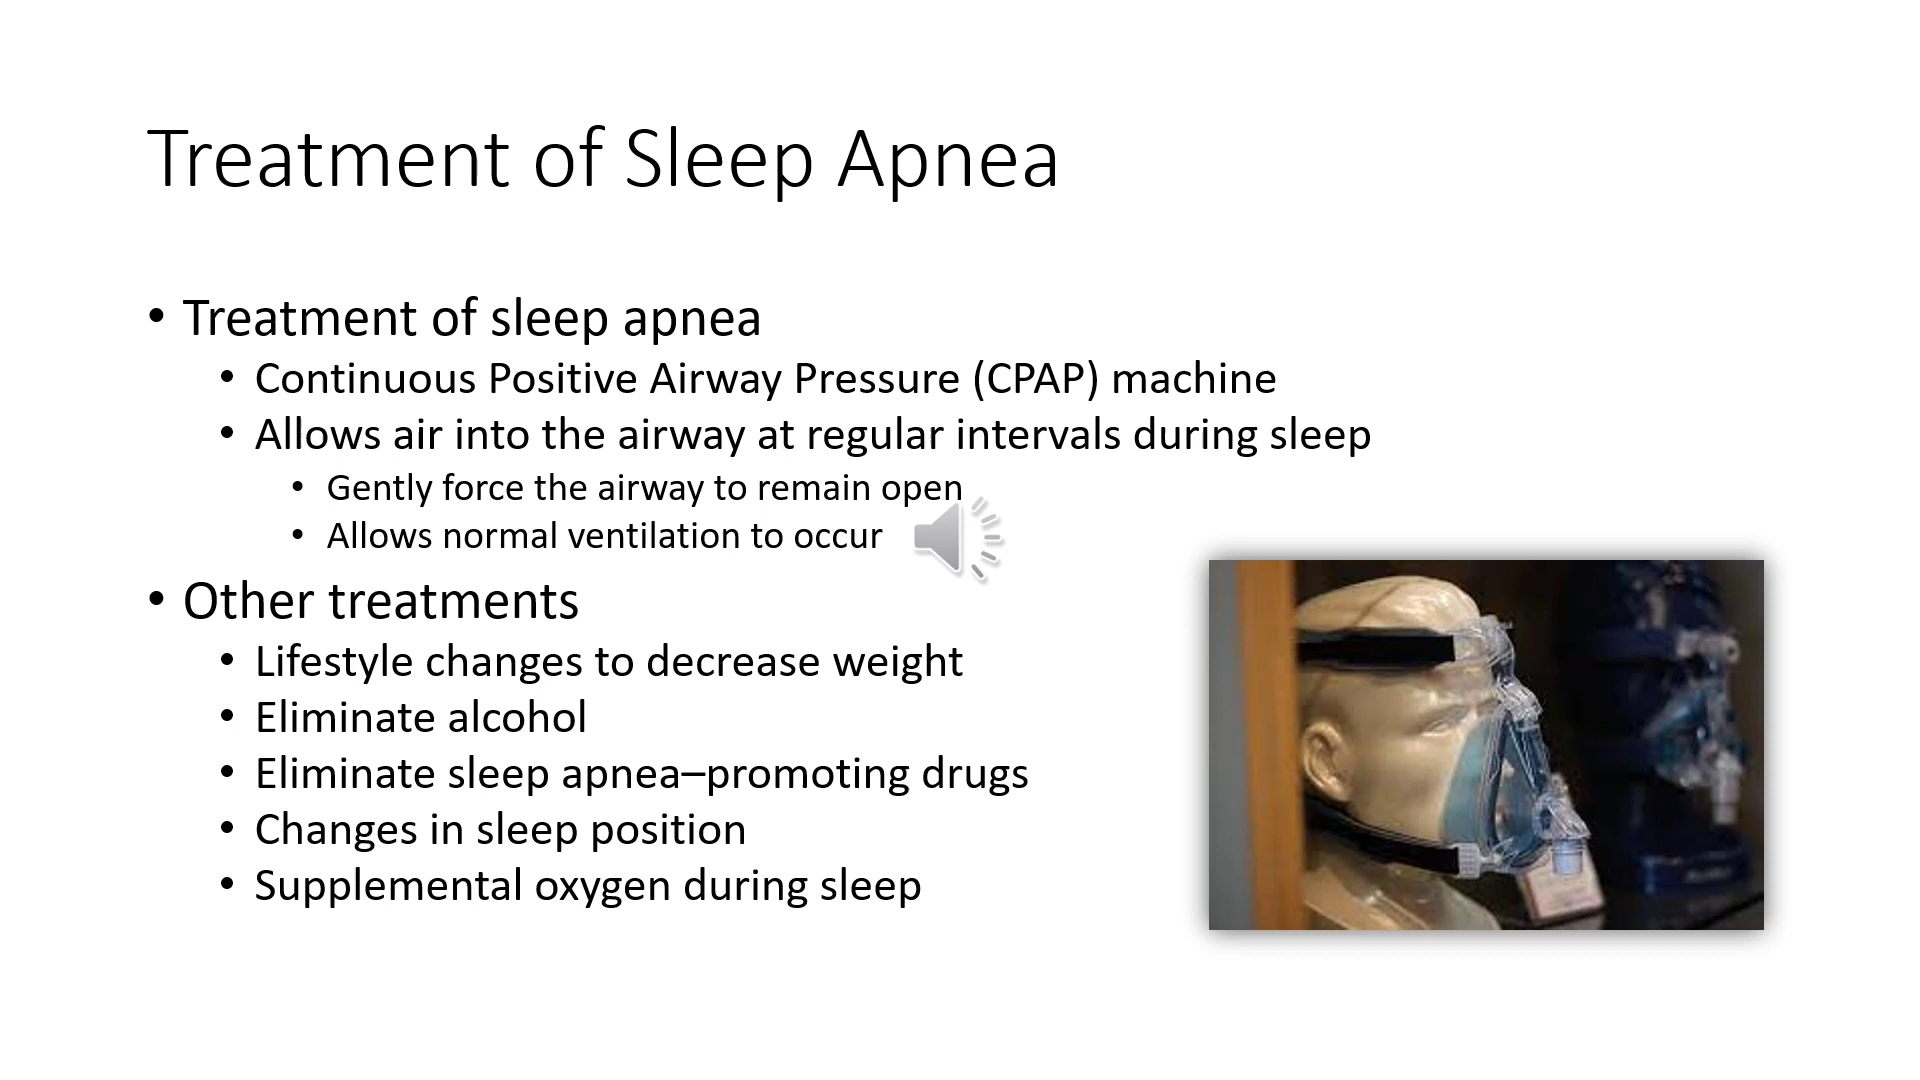 Treatment of Sleep Apnea
• Treatment of sleep apnea
• Continuous Positive Airway Pressure (CPAP) machine
• Allows air into the airway at regular intervals during sleep
• Gently force the airway to remain open
• Allows normal ventilation to occur
• Other treatments
• Lifestyle changes to decrease weight
• Eliminate alcohol
• Eliminate sleep apnea–promoting drugs
• Changes in sleep position
• Supplemental oxygen during sleep